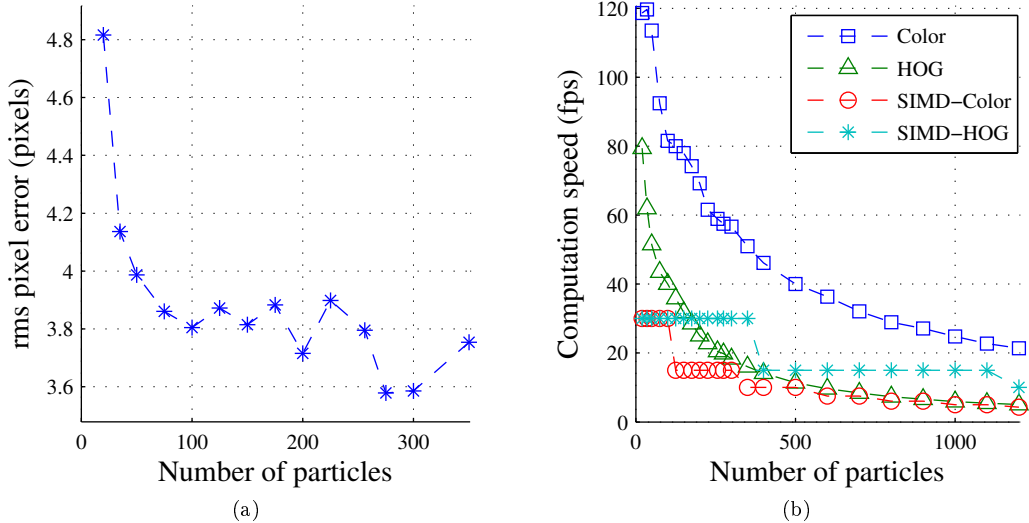 4.8
4.6
4.4
4.2
4
3.8
3.6
rms pixel error (pixels)
0
100
200
300
Number of particles
(a)
120
100
80
60
40
20
0
Computation speed (fps)
Color
HOG
SIMD−Color
SIMD−HOG
0
500
1000
Number of particles
(b)